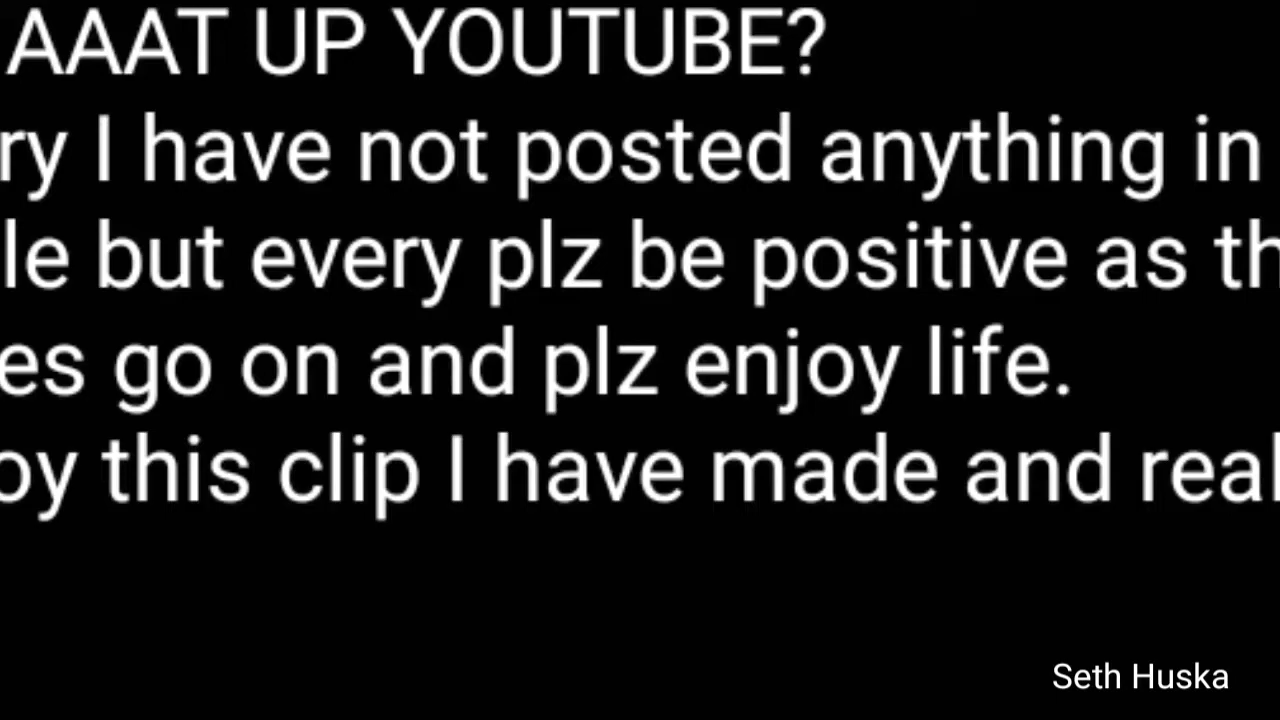 AAAT UP YOUTUBE?
ry I have not posted anything in
le but every plz be positive as th
es go on and plz enjoy life.
oy this clip I have made and real
Seth Huska